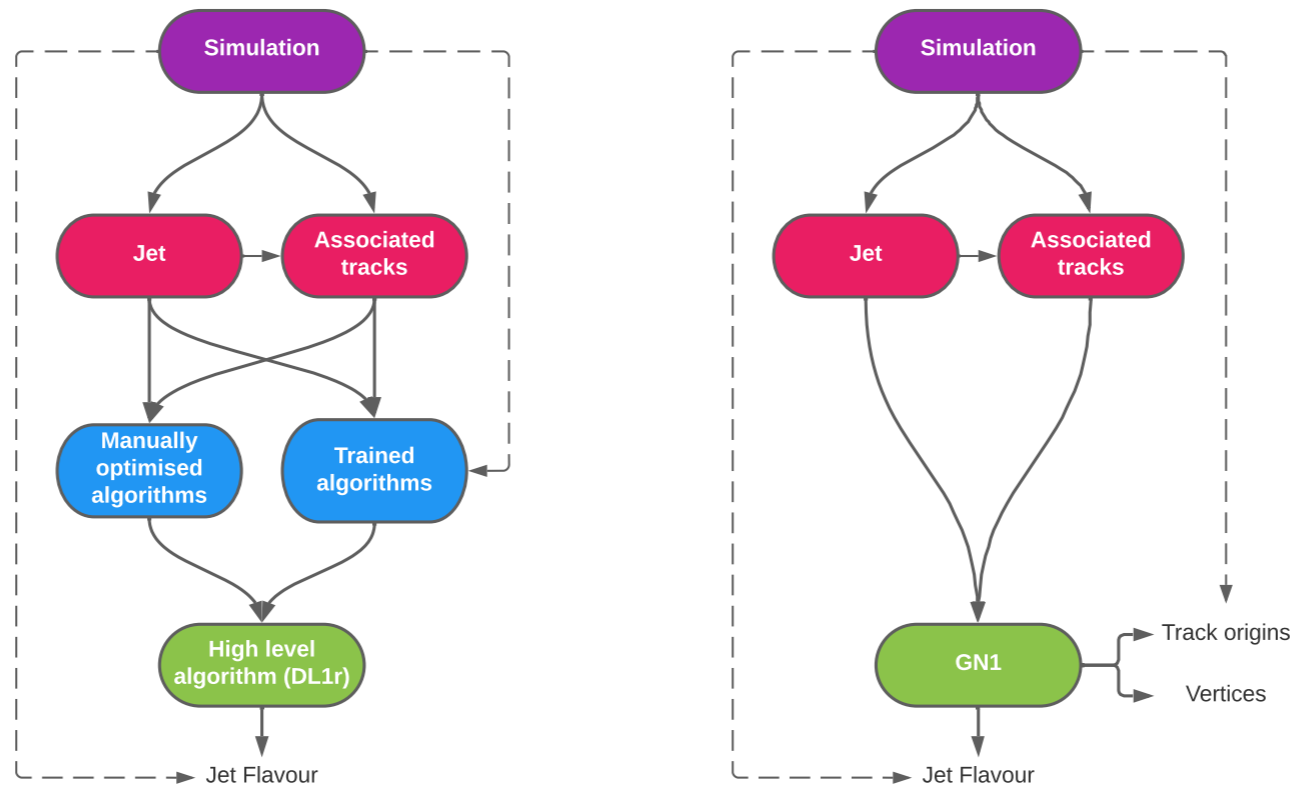 Simulation
Jet
Associated
tracks
Manually
optimised
algorithms
Trained
algorithms
High level
algorithm (DL1r)
Jet Flavour
Simulation
Jet
Associated
tracks
GN1
Track origins
Vertices
Jet Flavour